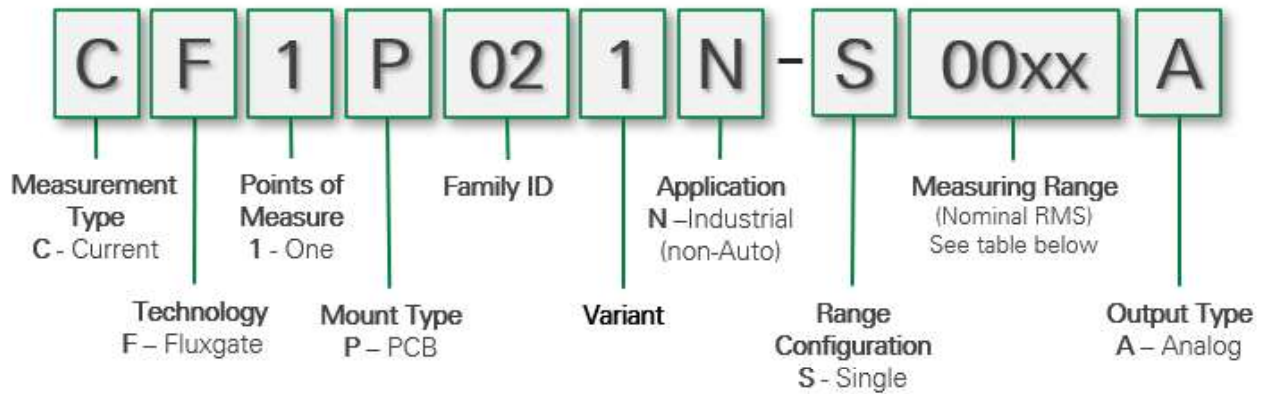 C F 1 P 02 1 N - S 00xx A
Measurement
Type
C - Current
Technology
F – Fluxgate
Points of
Measure
1 - One
Mount Type
P – PCB
Family ID
Variant
Application
N –Industrial
(non-Auto)
Range
Configuration
S - Single
Measuring Range
(Nominal RMS)
See table below
Output Type
A – Analog